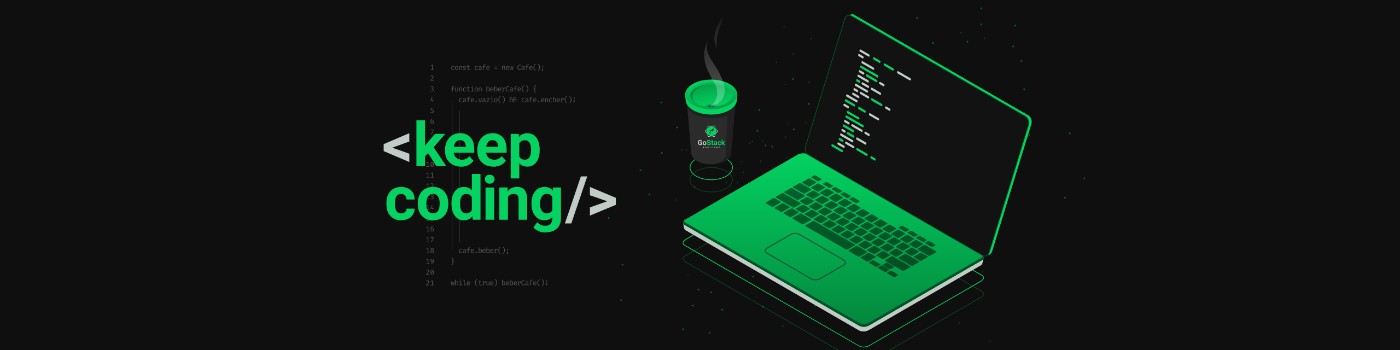 1 const cafe = new Cafe();
2
3 function beberCafe() {
4 cafe.vazio() && cafe.encher();
5
<keep
11
coding/>
16
17
18 cafe.beber();
19 }
20
21 while (true) beberCafe();
GoStack